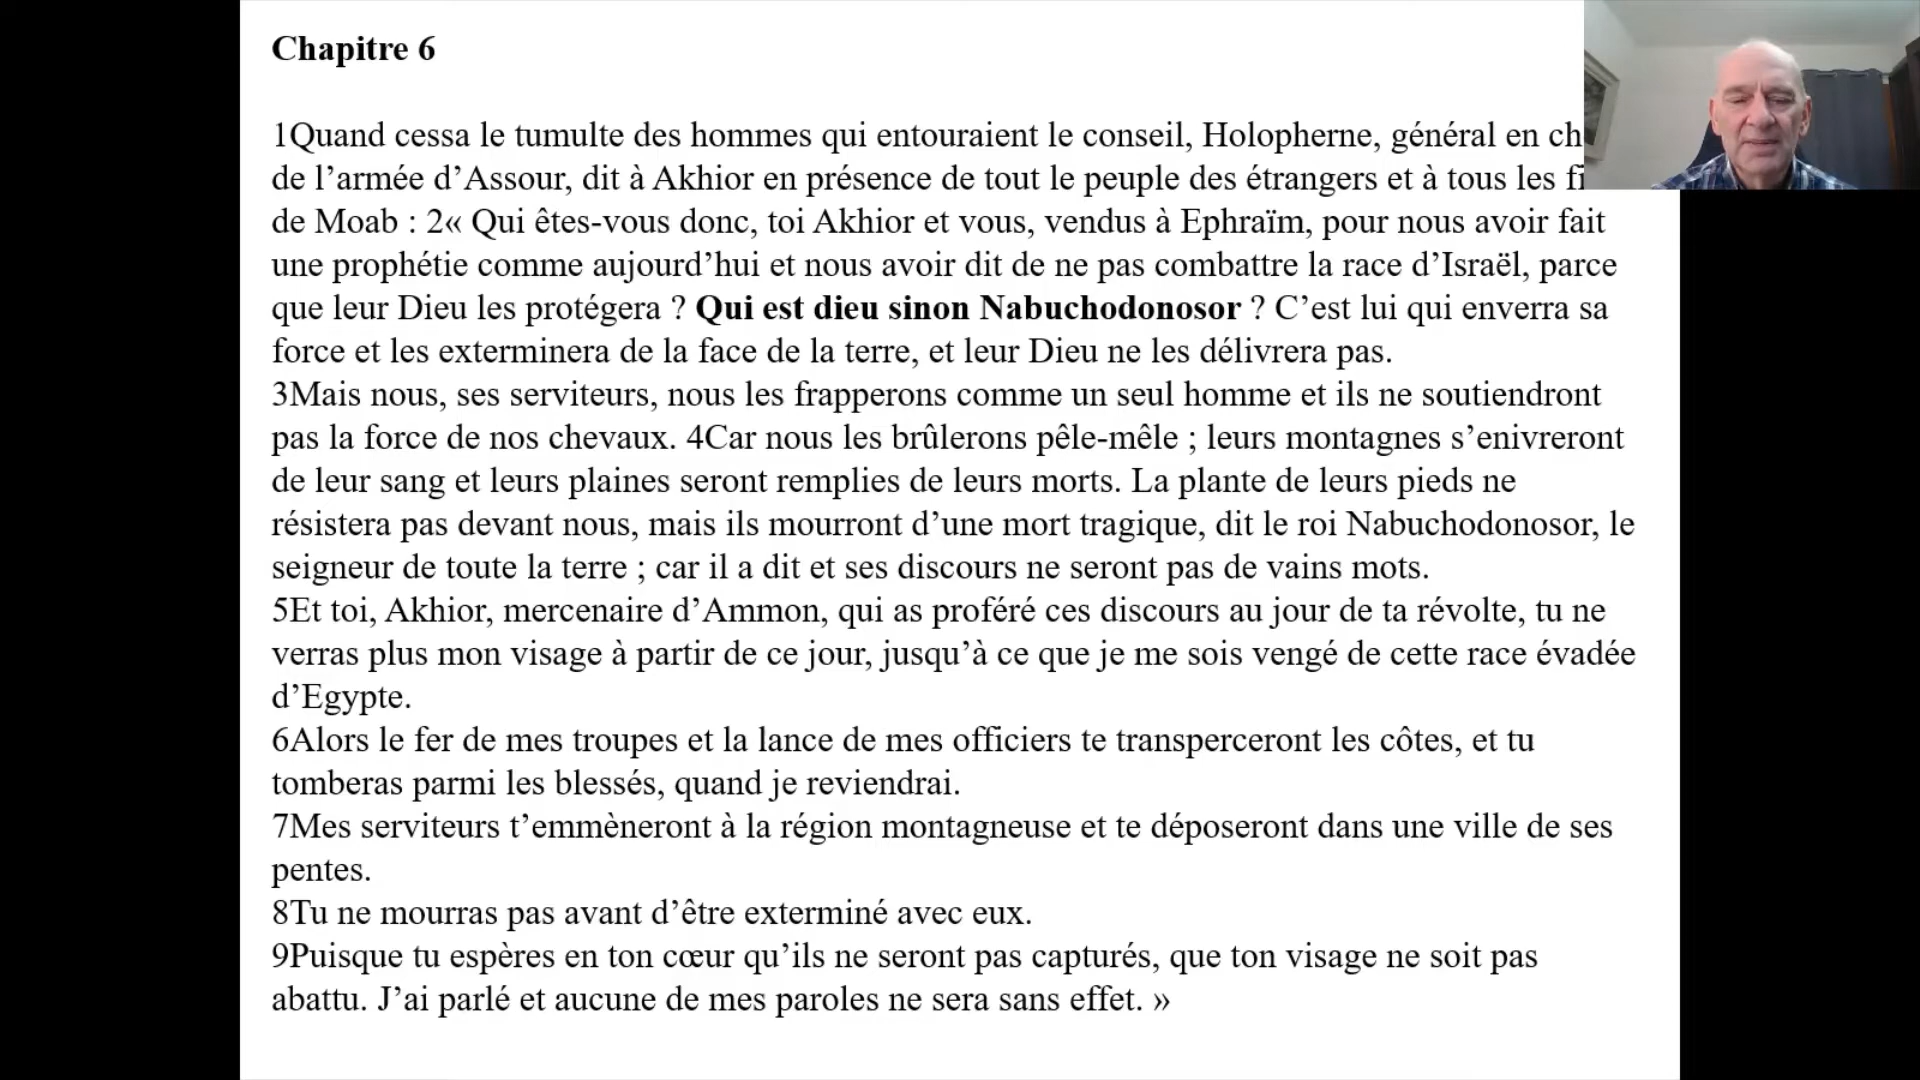 Chapitre 6
1Quand cessa le tumulte des hommes qui entouraient le conseil, Holopherne, général en
de l’armée d’Assour, dit à Akhior en présence de tout le peuple des étrangers et à tous les
de Moab : 2« Qui êtes-vous donc, toi Akhior et vous, vendus à Ephraïm, pour nous avoir fait
une prophétie comme aujourd’hui et nous avoir dit de ne pas combattre la race d’Israël, parce
que leur Dieu les protégera ? Qui est dieu sinon Nabuchodonosor ? C’est lui qui enverra sa
force et les exterminera de la face de la terre, et leur Dieu ne les délivrera pas.
3Mais nous, ses serviteurs, nous les frapperons comme un seul homme et ils ne soutiendront
pas la force de nos chevaux. 4Car nous les brûlerons pêle-mêle ; leurs montagnes s’enivreront
de leur sang et leurs plaines seront remplies de leurs morts. La plante de leurs pieds ne
résistera pas devant nous, mais ils mourront d’une mort tragique, dit le roi Nabuchodonosor, le
seigneur de toute la terre ; car il a dit et ses discours ne seront pas de vains mots.
5Et toi, Akhior, mercenaire d’Ammon, qui as proféré ces discours au jour de ta révolte, tu ne
verras plus mon visage à partir de ce jour, jusqu’à ce que je me sois vengé de cette race évadée
d’Egypte.
6Alors le fer de mes troupes et la lance de mes officiers te transperceront les côtes, et tu
tomberas parmi les blessés, quand je reviendrai.
7Mes serviteurs t’emmèneront à la région montagneuse et te déposeront dans une ville de ses
pentes.
8Tu ne mourras pas avant d’être exterminé avec eux.
9Puisque tu espères en ton cœur qu’ils ne seront pas capturés, que ton visage ne soit pas
abattu. J’ai parlé et aucune de mes paroles ne sera sans effet. »